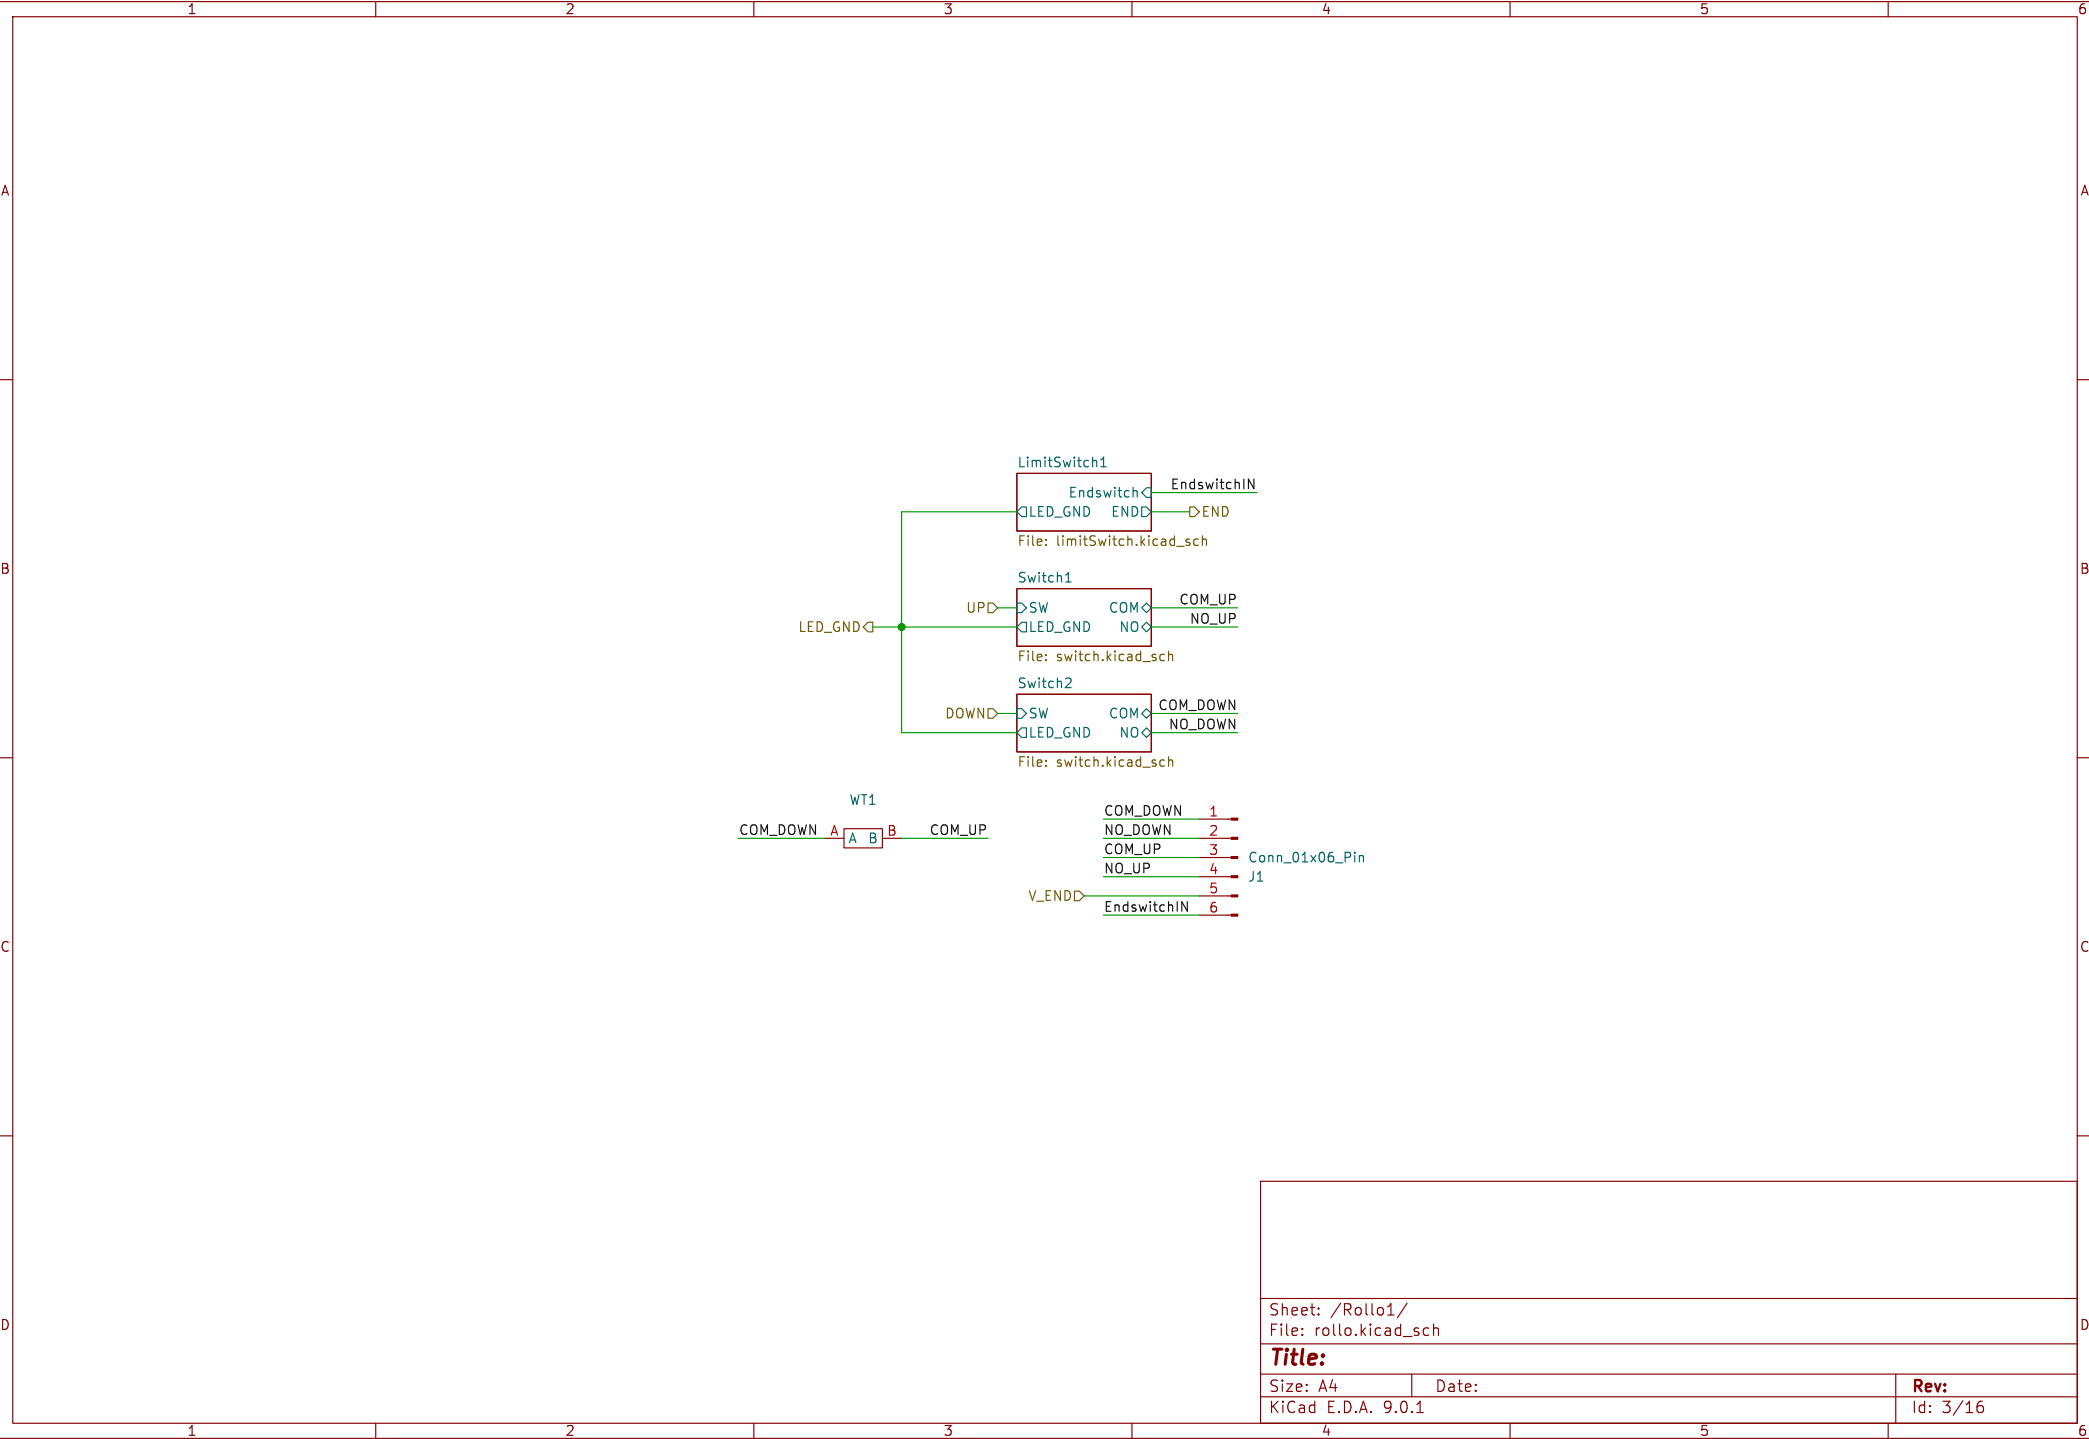 1 2 3 4 5 6
A A
LimitSwitch1
Endswitch EndswitchIN
LED_GND END END
File: limitSwitch.kicad_sch
B B
Switch1
UP SW COM COM_UP
LED_GND LED_GND NO NO_UP
File: switch.kicad_sch
Switch2
DOWN SW COM COM_DOWN
LED_GND NO NO_DOWN
File: switch.kicad_sch
WT1
COM_DOWN A A B B COM_UP
COM_DOWN 1
NO_DOWN 2
COM_UP 3 Conn_01x06_Pin
NO_UP 4 J1
V_END 5
EndswitchIN 6
C C
Sheet: /Rollo1/
File: rollo.kicad_sch
D D
Title:
Size: A4 Date: Rev:
KiCad E.D.A. 9.0.1 Id: 3/16
1 2 3 4 5 6